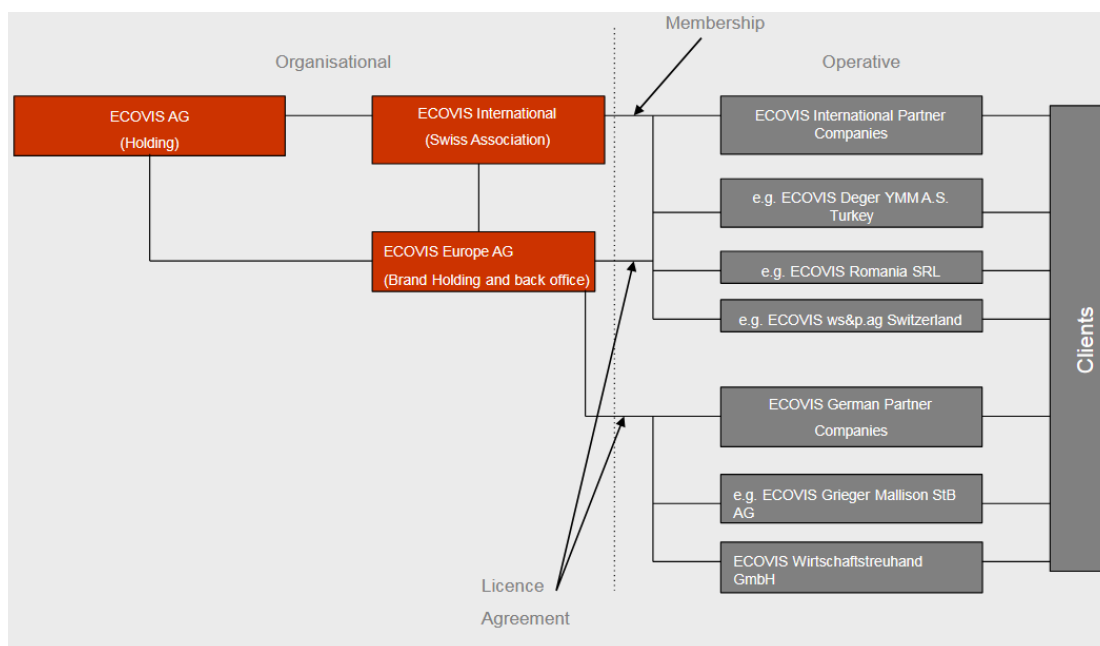 Membership
Organisational
Operative
ECOVIS AG
(Holding)
ECOVIS International
(Swiss Association)
ECOVIS International Partner
Companies
e.g. ECOVIS Deger YMM A.S.
Turkey
ECOVIS Europe AG
(Brand Holding and back office)
e.g. ECOVIS Romania SRL
e.g. ECOVIS ws&p.ag Switzerland
Clients
ECOVIS German Partner
Companies
e.g. ECOVIS Grieger Mallison StB
AG
ECOVIS Wirtschaftstreuhand
GmbH
Licence
Agreement